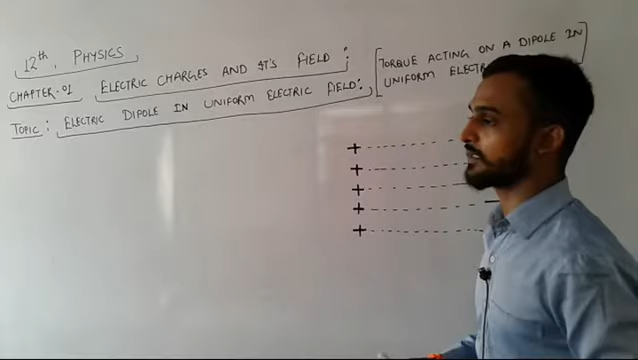 12th. PHYSICS
CHAPTER-01 ELECTRIC CHARGES AND IT'S FIELD:
TOPIC: ELECTRIC DIPOLE IN UNIFORM ELECTRIC FIELD:
[TORQUE ACTING ON A DIPOLE IN
UNIFORM
+
+
+
+
+